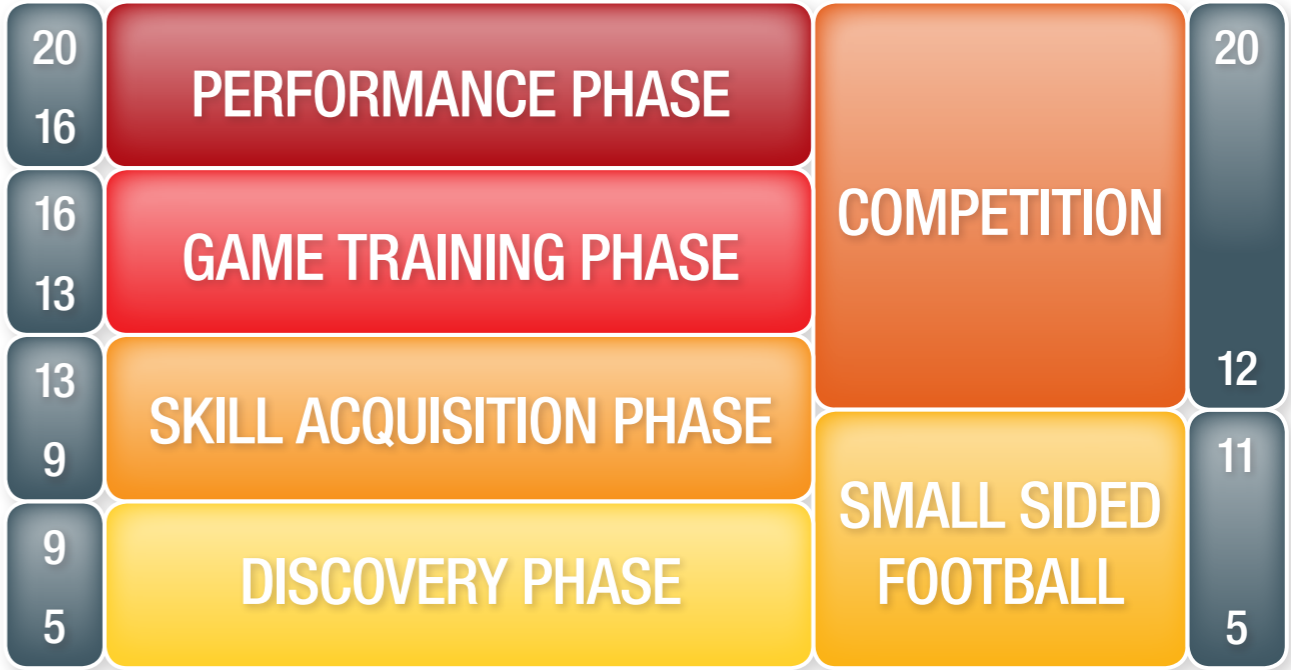 20
16
PERFORMANCE PHASE
16
13
GAME TRAINING PHASE
13
9
SKILL ACQUISITION PHASE
9
5
DISCOVERY PHASE
COMPETITION
20
12
SMALL SIDED
FOOTBALL
11
5